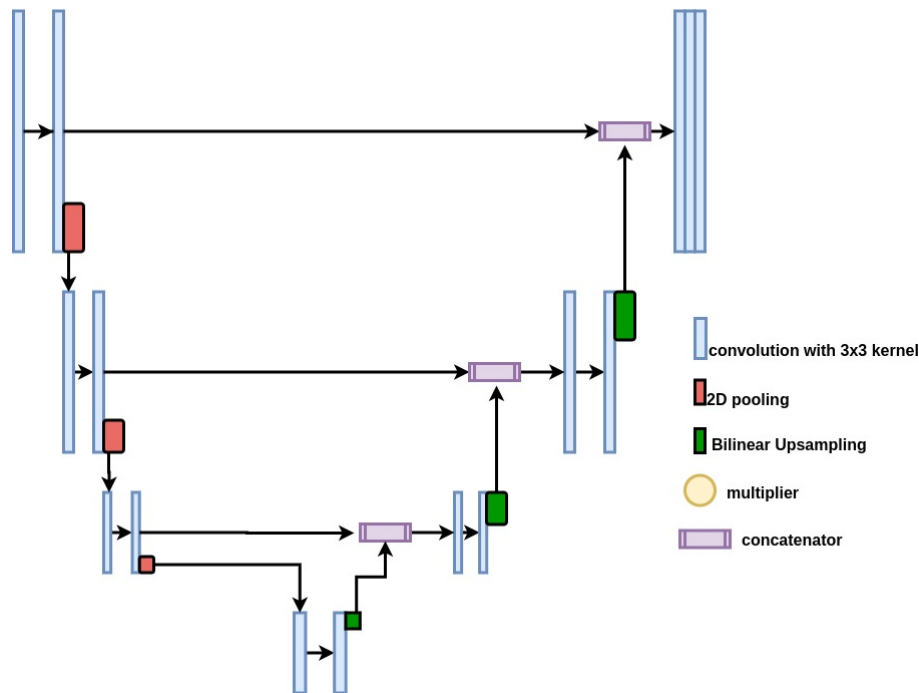 convolution with 3x3 kernel
2D pooling
Bilinear Upsampling
multiplier
concatenator